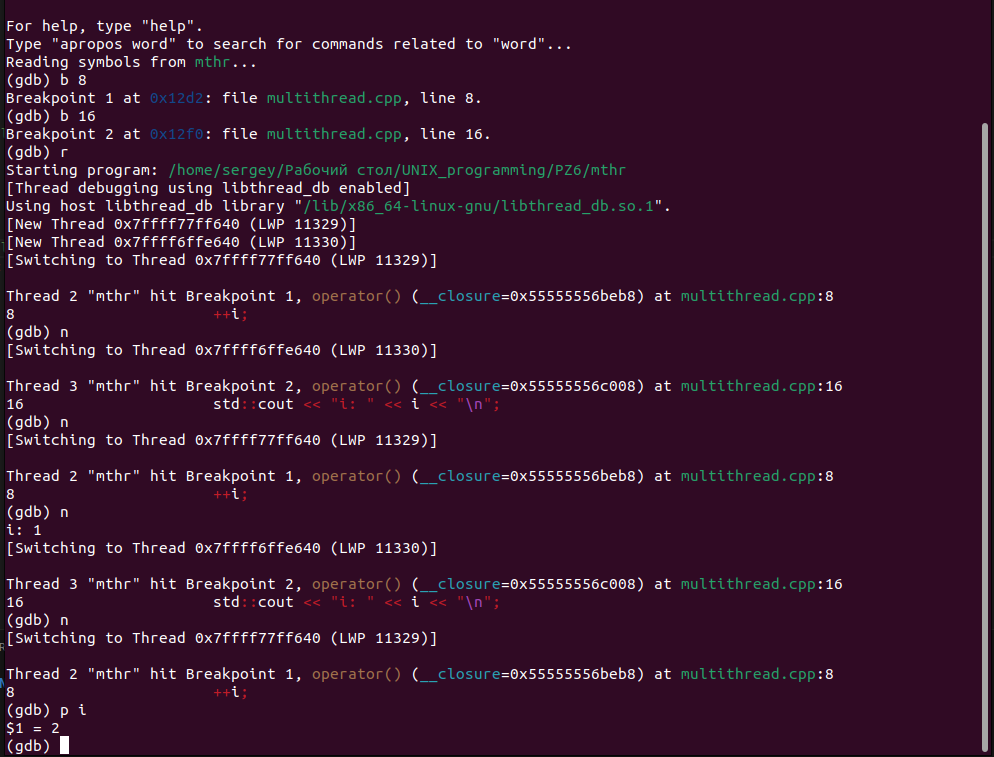 For help, type "help".
Type "apropos word" to search for commands related to "word"...
Reading symbols from mthr...
(gdb) b 8
Breakpoint 1 at 0x12d2: file multithread.cpp, line 8.
(gdb) b 16
Breakpoint 2 at 0x12f0: file multithread.cpp, line 16.
(gdb) r
Starting program: /home/sergey/Рабочий стол/UNIX_programming/PZ6/mthr
[Thread debugging using libthread_db enabled]
Using host libthread_db library "/lib/x86_64-linux-gnu/libthread_db.so.1".
[New Thread 0x7ffff77ff640 (LWP 11329)]
[New Thread 0x7ffff6ffe640 (LWP 11330)]
[Switching to Thread 0x7ffff77ff640 (LWP 11329)]
Thread 2 "mthr" hit Breakpoint 1, operator() (__closure=0x55555556beb8) at multithread.cpp:8
8                       ++i;
(gdb) n
[Switching to Thread 0x7ffff6ffe640 (LWP 11330)]
Thread 3 "mthr" hit Breakpoint 2, operator() (__closure=0x55555556c008) at multithread.cpp:16
16                      std::cout << "i: " << i << "\n";
(gdb) n
[Switching to Thread 0x7ffff77ff640 (LWP 11329)]
Thread 2 "mthr" hit Breakpoint 1, operator() (__closure=0x55555556beb8) at multithread.cpp:8
8                       ++i;
(gdb) n
i: 1
[Switching to Thread 0x7ffff6ffe640 (LWP 11330)]
Thread 3 "mthr" hit Breakpoint 2, operator() (__closure=0x55555556c008) at multithread.cpp:16
16                      std::cout << "i: " << i << "\n";
(gdb) n
[Switching to Thread 0x7ffff77ff640 (LWP 11329)]
Thread 2 "mthr" hit Breakpoint 1, operator() (__closure=0x55555556beb8) at multithread.cpp:8
8                       ++i;
(gdb) p i
$1 = 2
(gdb)